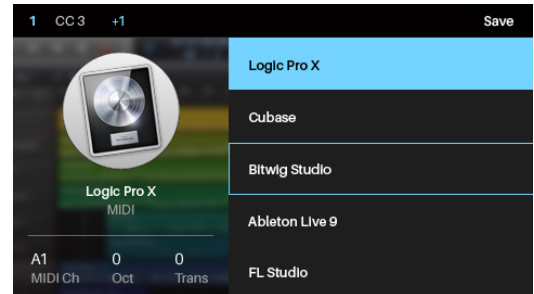 1 CC 3 +1 Save
Logic Pro X
Cubase
Bitwig Studio
Ableton Live 9
FL Studio
Logic Pro X
MIDI
A1 0 0
MIDI Ch Oct Trans